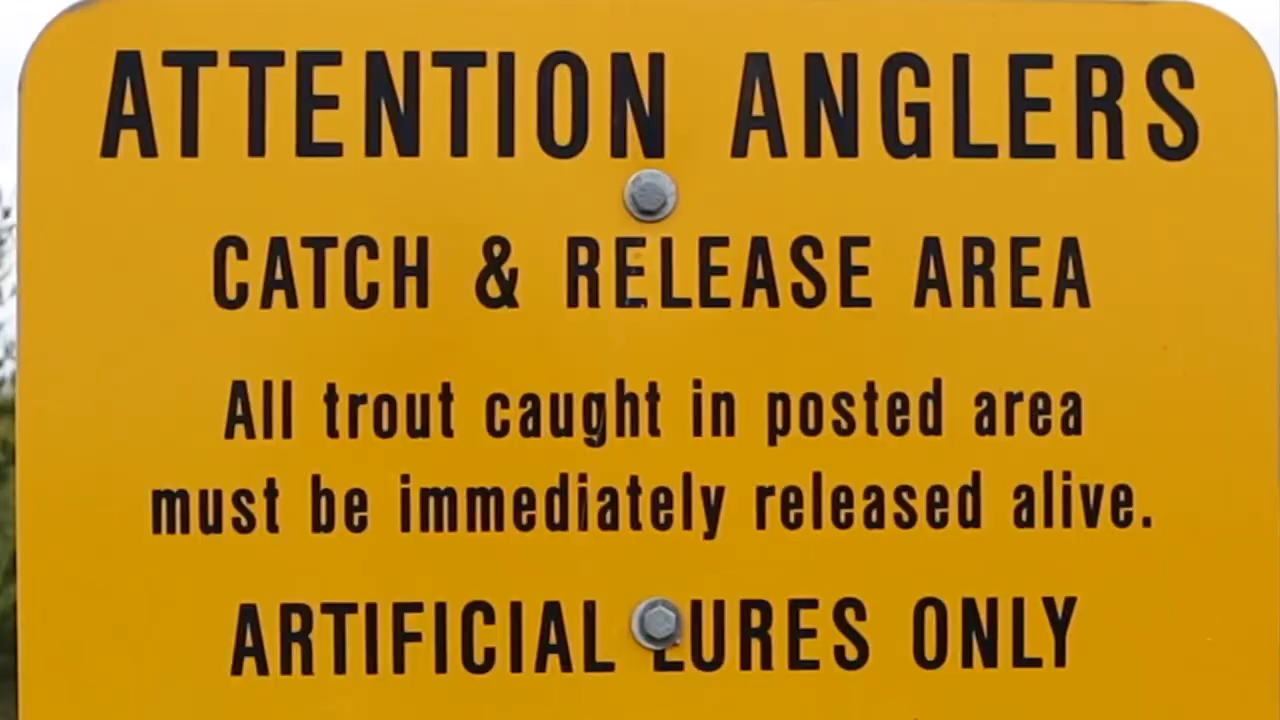 ATTENTION ANGLERS
CATCH & RELEASE AREA
All trout caught in posted area
must be immediately released alive.
ARTIFICIAL LURES ONLY